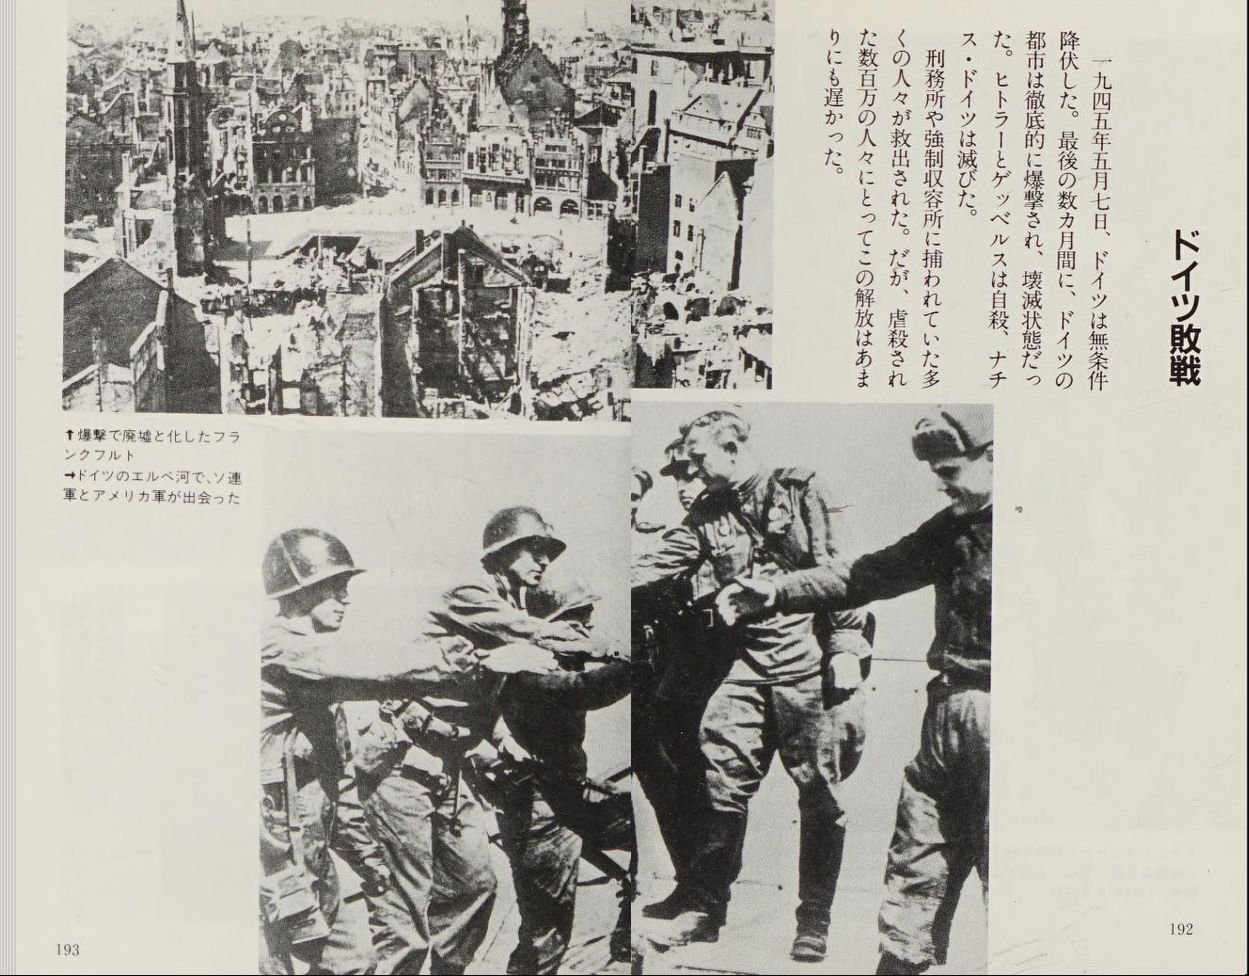 ドイツ敗戦
一九四五年五月七日、ドイツは無条件
降伏した。最後の数カ月間に、ドイツの
都市は徹底的に爆撃され、壊滅状態だっ
た。ヒトラーとゲッベルスは自殺、ナチ
ス・ドイツは滅びた。
刑務所や強制収容所に捕われていた多
くの人々が救出された。だが、虐殺され
た数百万の人々にとってこの解放はあま
りにも遅かった。
192
↑爆撃で廃墟と化したフラ
ンクフルト
→ドイツのエルベ河で、ソ連
軍とアメリカ軍が出会った
193